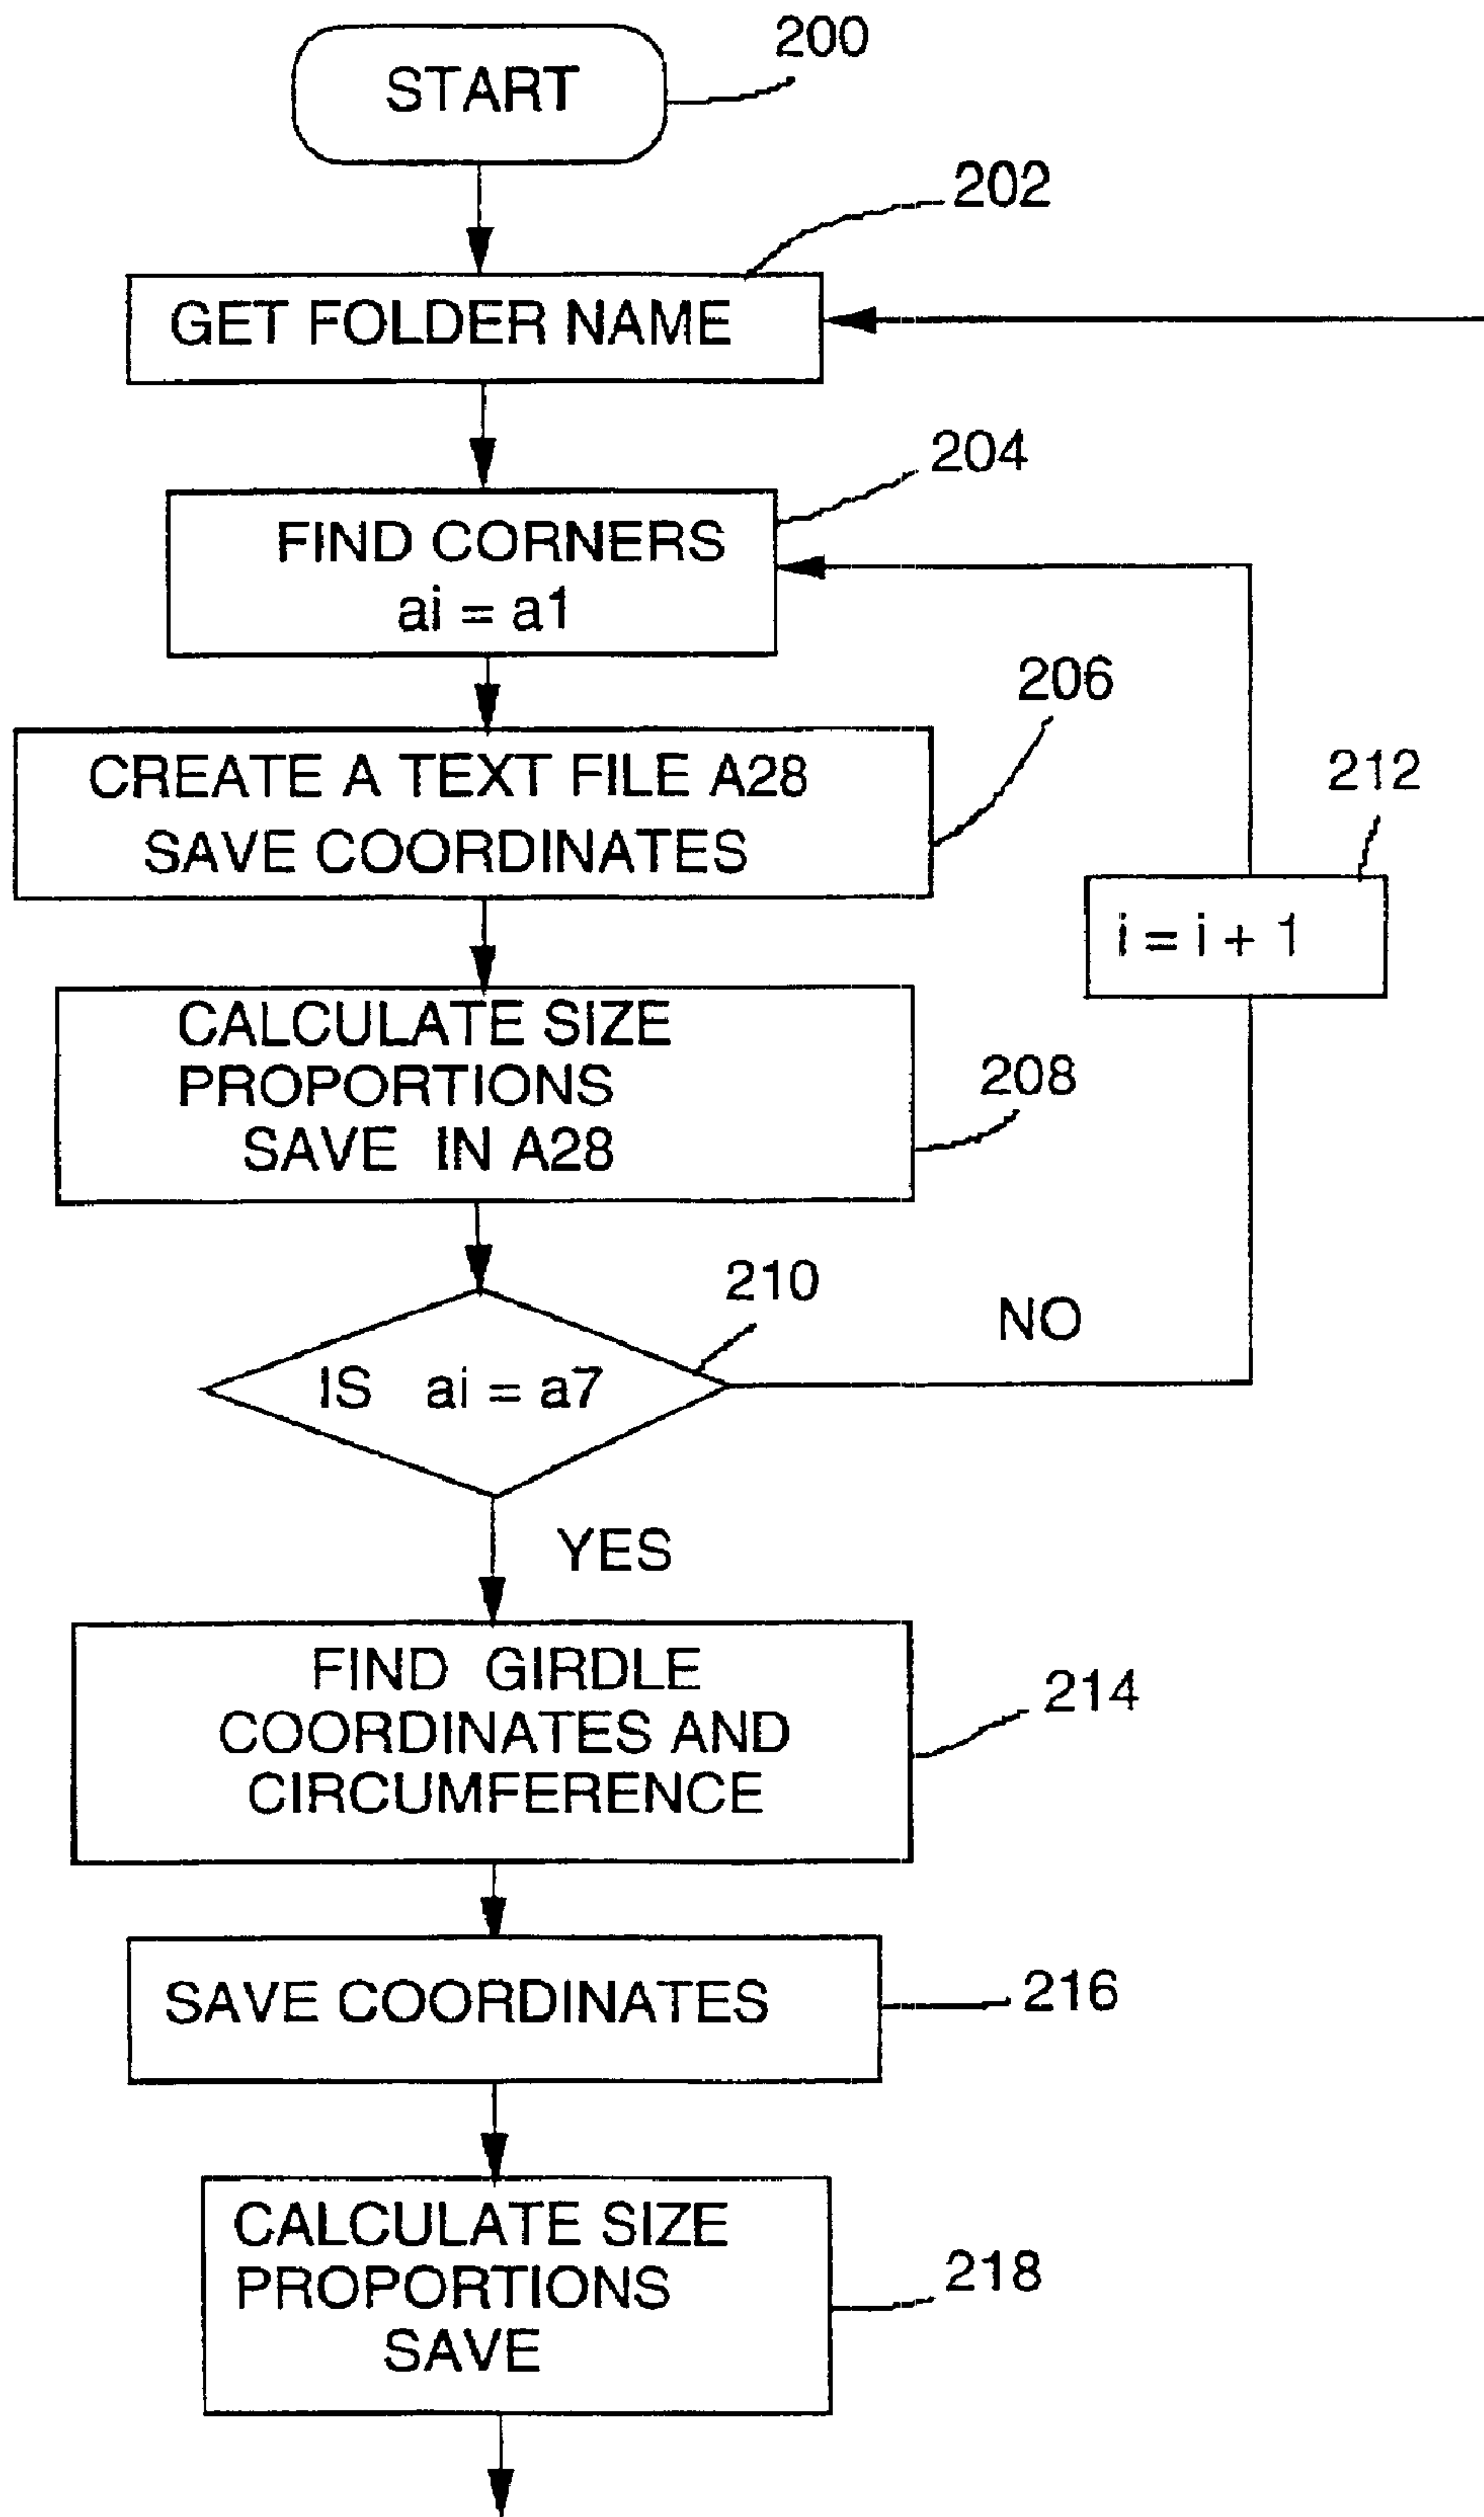 200
START
202
GET FOLDER NAME
204
FIND CORNERS
ai = a1
206
CREATE A TEXT FILE A28
SAVE COORDINATES
212
i = i + 1
CALCULATE SIZE
PROPORTIONS
SAVE IN A28
208
210
NO
IS ai = a7
YES
FIND GIRDLE
COORDINATES AND
CIRCUMFERENCE
214
SAVE COORDINATES
216
CALCULATE SIZE
PROPORTIONS
SAVE
218